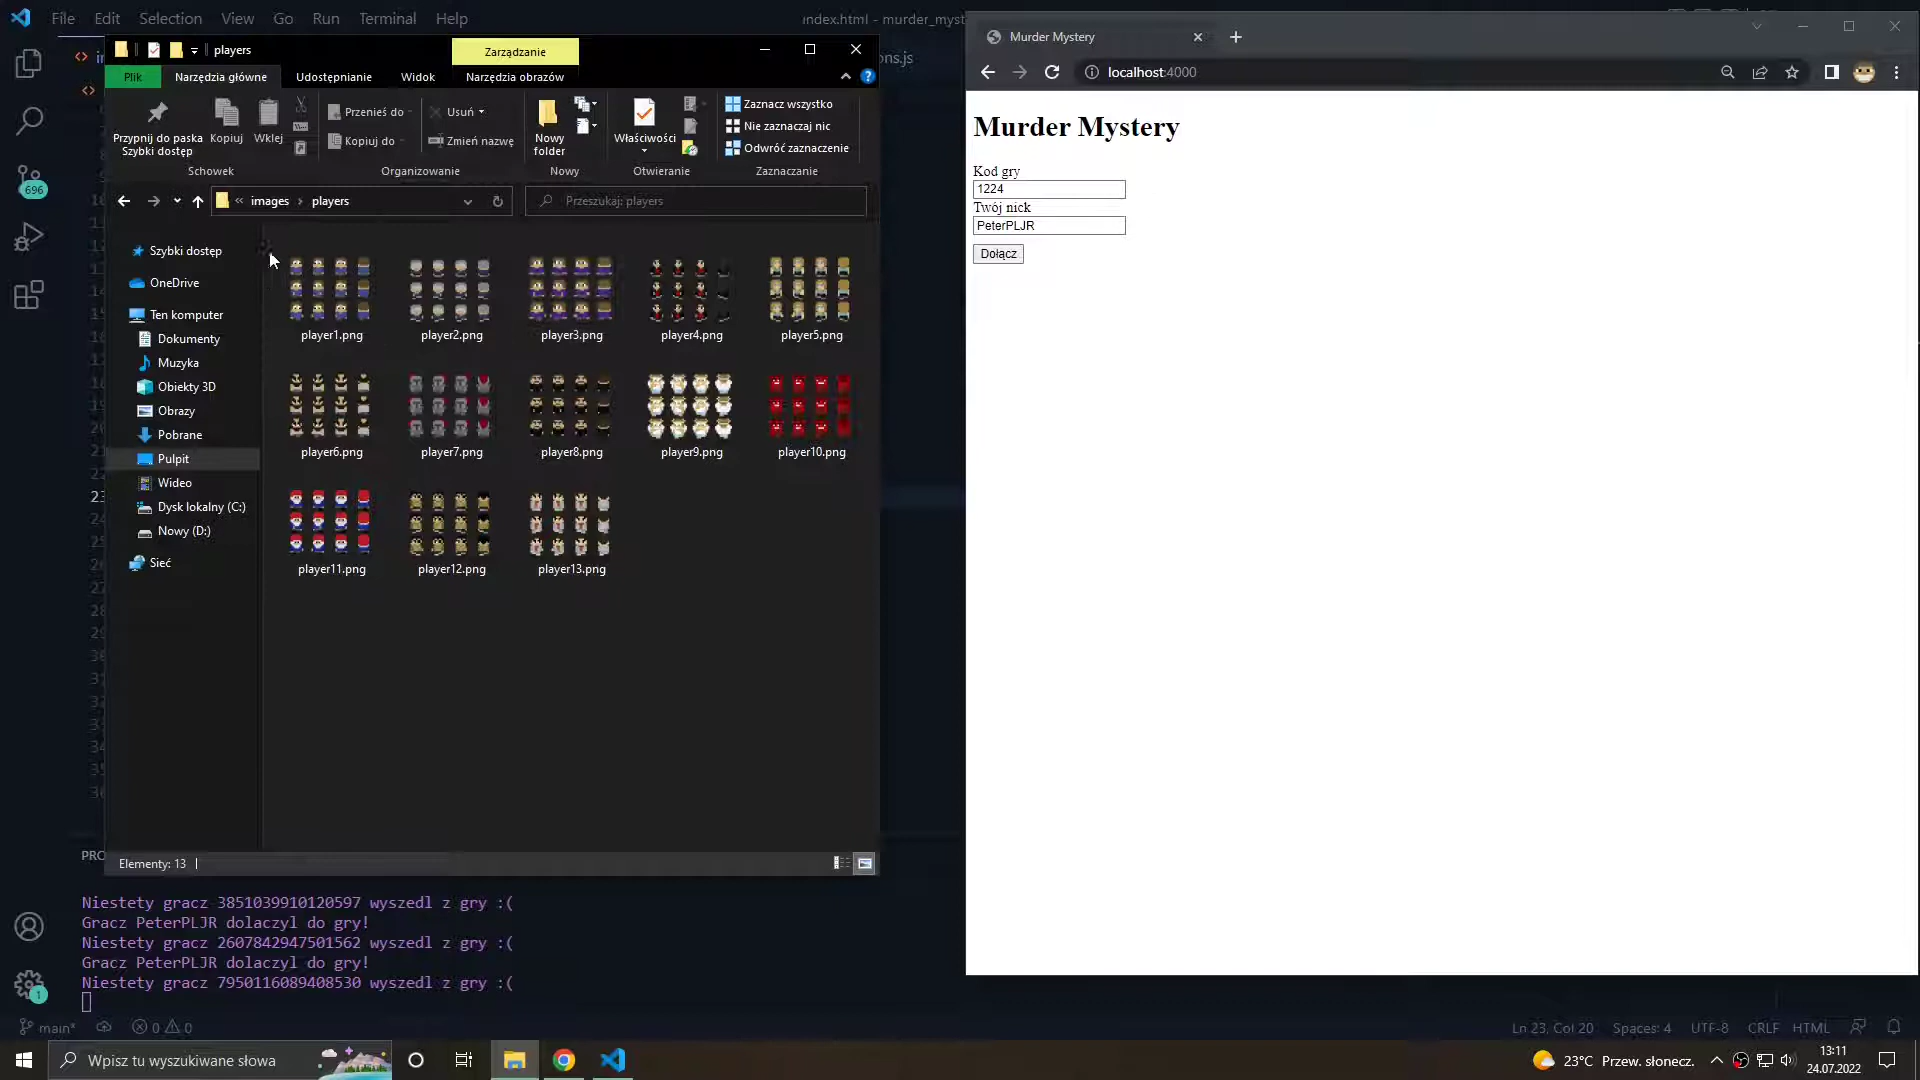 File Edit Selection View Go Run Terminal Help
players
Zarządzanie
Plik
Narzędzia główne
Udostępnianie
Widok
Narzędzia obrazów
Przypnij do paska
Szybki dostęp
Kopiuj
Wklej
Schowek
Przenieś do
Kopiuj do
Usuń
Zmień nazwę
Organizowanie
Nowy
folder
Nowy
Właściwości
Otwieranie
Zaznacz wszystko
Nie zaznaczaj nic
Odwróć zaznaczenie
Zaznaczanie
« images › players
Przeszukaj: players
Szybki dostęp
OneDrive
Ten komputer
Dokumenty
Muzyka
Obiekty 3D
Obrazy
Pobrane
Pulpit
Wideo
Dysk lokalny (C:)
Nowy (D:)
Sieć
player1.png
player2.png
player3.png
player4.png
player5.png
player6.png
player7.png
player8.png
player9.png
player10.png
player11.png
player12.png
player13.png
Elementy: 13
696
Niestety gracz 3851039910120597 wyszedl z gry :(
Gracz PeterPLJR dolaczyl do gry!
Niestety gracz 2607842947501562 wyszedl z gry :(
Gracz PeterPLJR dolaczyl do gry!
Niestety gracz 7950116089408530 wyszedl z gry :(
1
main*
0
0
Ln 23, Col 20
Spaces: 4
UTF-8
CRLF
HTML
Murder Mystery
localhost:4000
Murder Mystery
Kod gry
1224
Twój nick
PeterPLJR
Dołącz
Wpisz tu wyszukiwane słowa
23°C Przew. słonecz.
13:11
24.07.2022